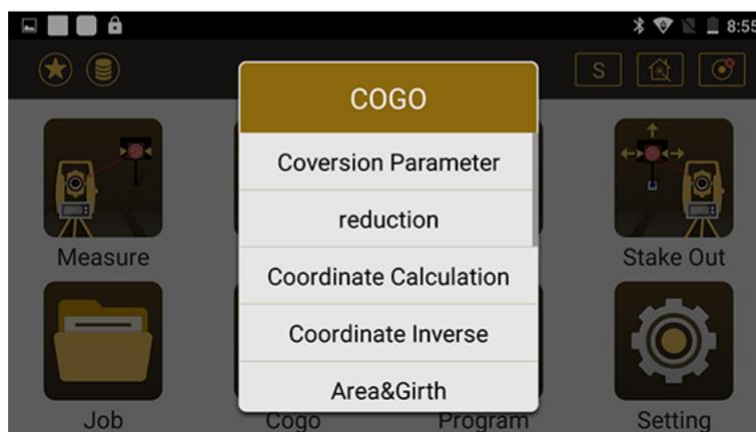 8:55
S
COGO
Coversion Parameter
reduction
Coordinate Calculation
Coordinate Inverse
Area&Girth
Measure
Stake Out
Job
Cogo
Program
Setting